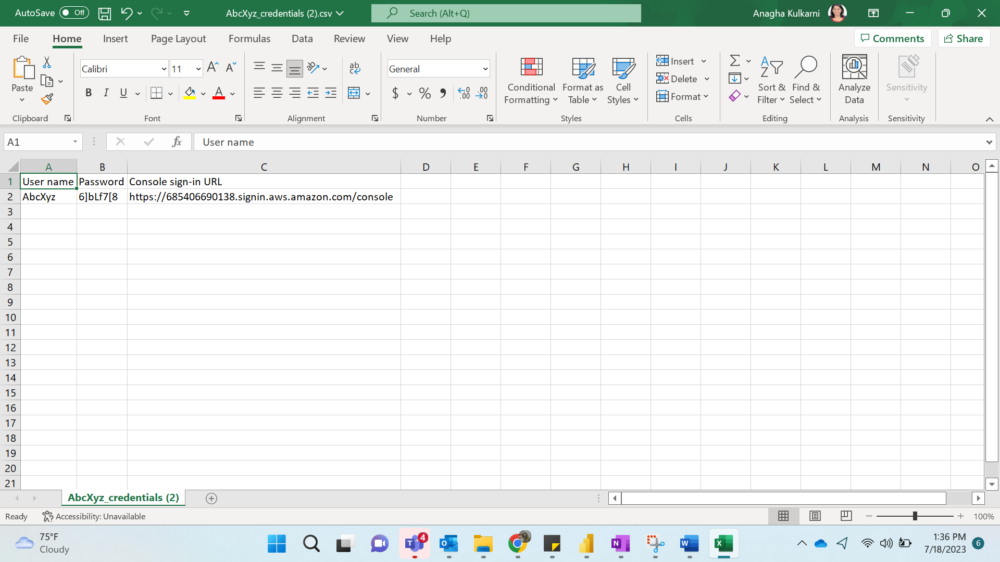 AutoSave Off AbcXyz_credentials (2).csv Search (Alt+Q) Anagha Kulkarni
File Home Insert Page Layout Formulas Data Review View Help Comments Share
Paste
Clipboard
Calibri 11
B I U
Font
Alignment
General
$ % 
Number
Conditional Formatting
Format as Table
Cell Styles
Styles
Insert
Delete
Format
Cells
Sort & Filter
Find & Select
Editing
Analyze Data
Analysis
Sensitivity
Sensitivity
A1 fx User name
A B C D E F G H I J K L M N O
1 User name Password Console sign-in URL
2 AbcXyz 6]bLf7[8 https://685406690138.signin.aws.amazon.com/console
3
4
5
6
7
8
9
10
11
12
13
14
15
16
17
18
19
20
21
AbcXyz_credentials (2)
Ready Accessibility: Unavailable 100%
75°F
Cloudy
4
1:36 PM
7/18/2023
6